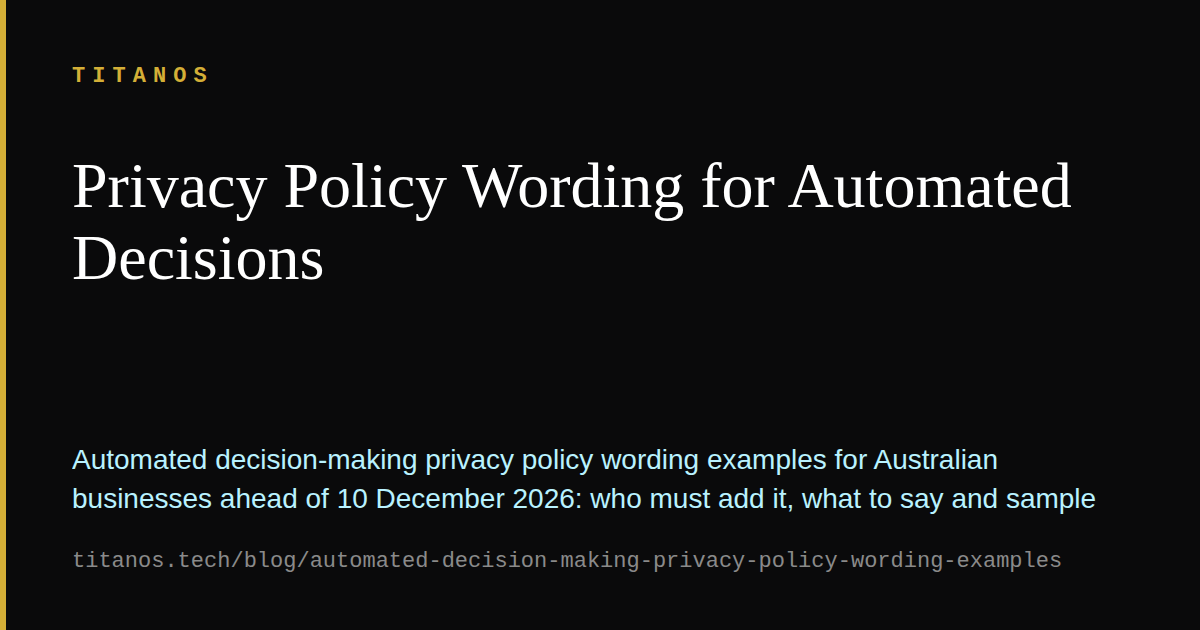 TITANOS
Privacy Policy Wording for Automated
Decisions
Automated decision-making privacy policy wording examples for Australian
businesses ahead of 10 December 2026: who must add it, what to say and sample
titanos.tech/blog/automated-decision-making-privacy-policy-wording-examples